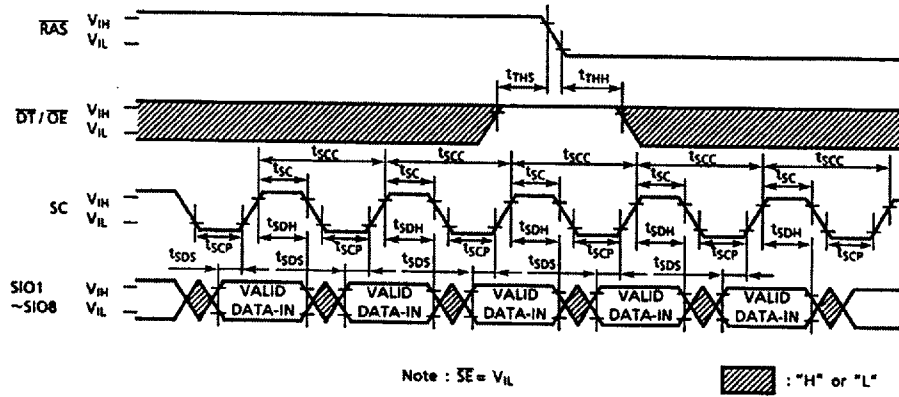 RAS VIH
VIL
tTHS tTHH
DT/OE VIH
VIL
tSCC tSCC tSCC tSCC tSCC
tSC tSC tSC tSC tSC
SC VIH
VIL
tSCP tSDH tSCP tSDH tSCP tSDH tSCP tSDH tSCP tSDH tSCP
tSDS tSDS tSDS tSDS tSDS
SIO1 VIH VALID VALID VALID VALID VALID
~SIO8 VIL DATA-IN DATA-IN DATA-IN DATA-IN DATA-IN
Note : SE = VIL : "H" or "L"